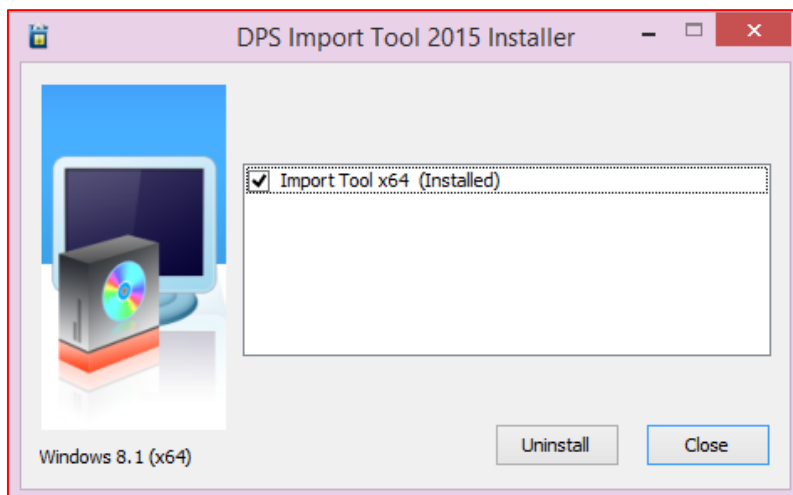 DPS Import Tool 2015 Installer
Import Tool x64 (Installed)
Uninstall
Close
Windows 8.1 (x64)